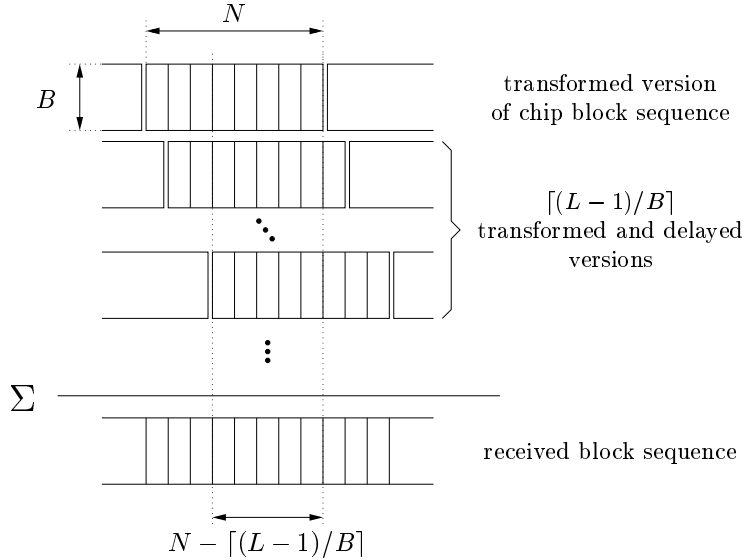 N
B
transformed version
of chip block sequence
⌈(L − 1)/B⌉
transformed and delayed
versions
Σ
received block sequence
N − ⌈(L − 1)/B⌉